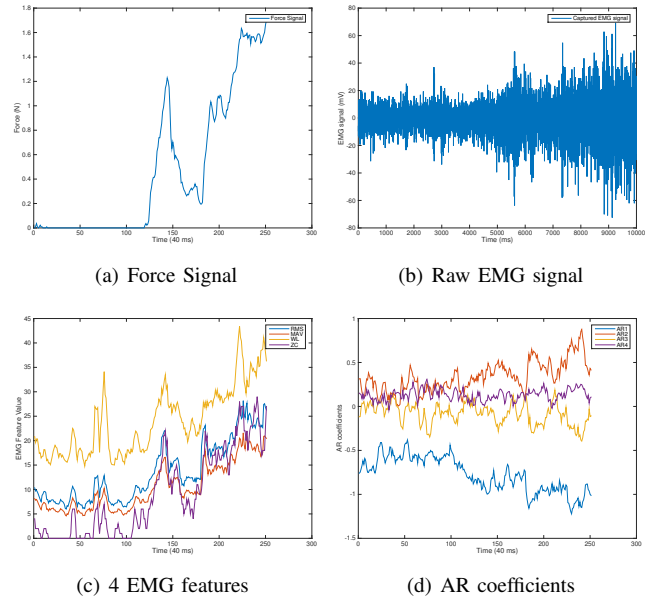 Force Signal
1.8
1.6
1.4
1.2
1
0.8
0.6
0.4
0.2
0
Force (N)
0 50 100 150 200 250 300
Time (40 ms)
(a) Force Signal
Captured EMG signal
80
60
40
20
0
-20
-40
-60
-80
EMG signal (mV)
0 1000 2000 3000 4000 5000 6000 7000 8000 9000 10000
Time (ms)
(b) Raw EMG signal
RMS
MAV
WL
ZC
45
40
35
30
25
20
15
10
5
0
EMG Feature Value
0 50 100 150 200 250 300
Time (40 ms)
(c) 4 EMG features
AR1
AR2
AR3
AR4
1
0.5
0
-0.5
-1
-1.5
AR coefficients
0 50 100 150 200 250 300
Time (40 ms)
(d) AR coefficients